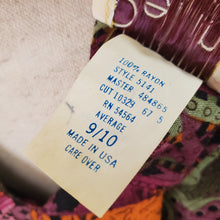 100% RAYON
STYLE 5141
MASTER 484865
CUT 10329 67 5
RN 54564
AVERAGE
9/10
MADE IN USA
CARE OVER